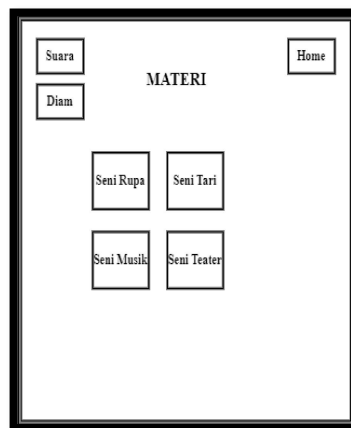 Suara
Home
MATERI
Diam
Seni Rupa
Seni Tari
Seni Musik
Seni Teater